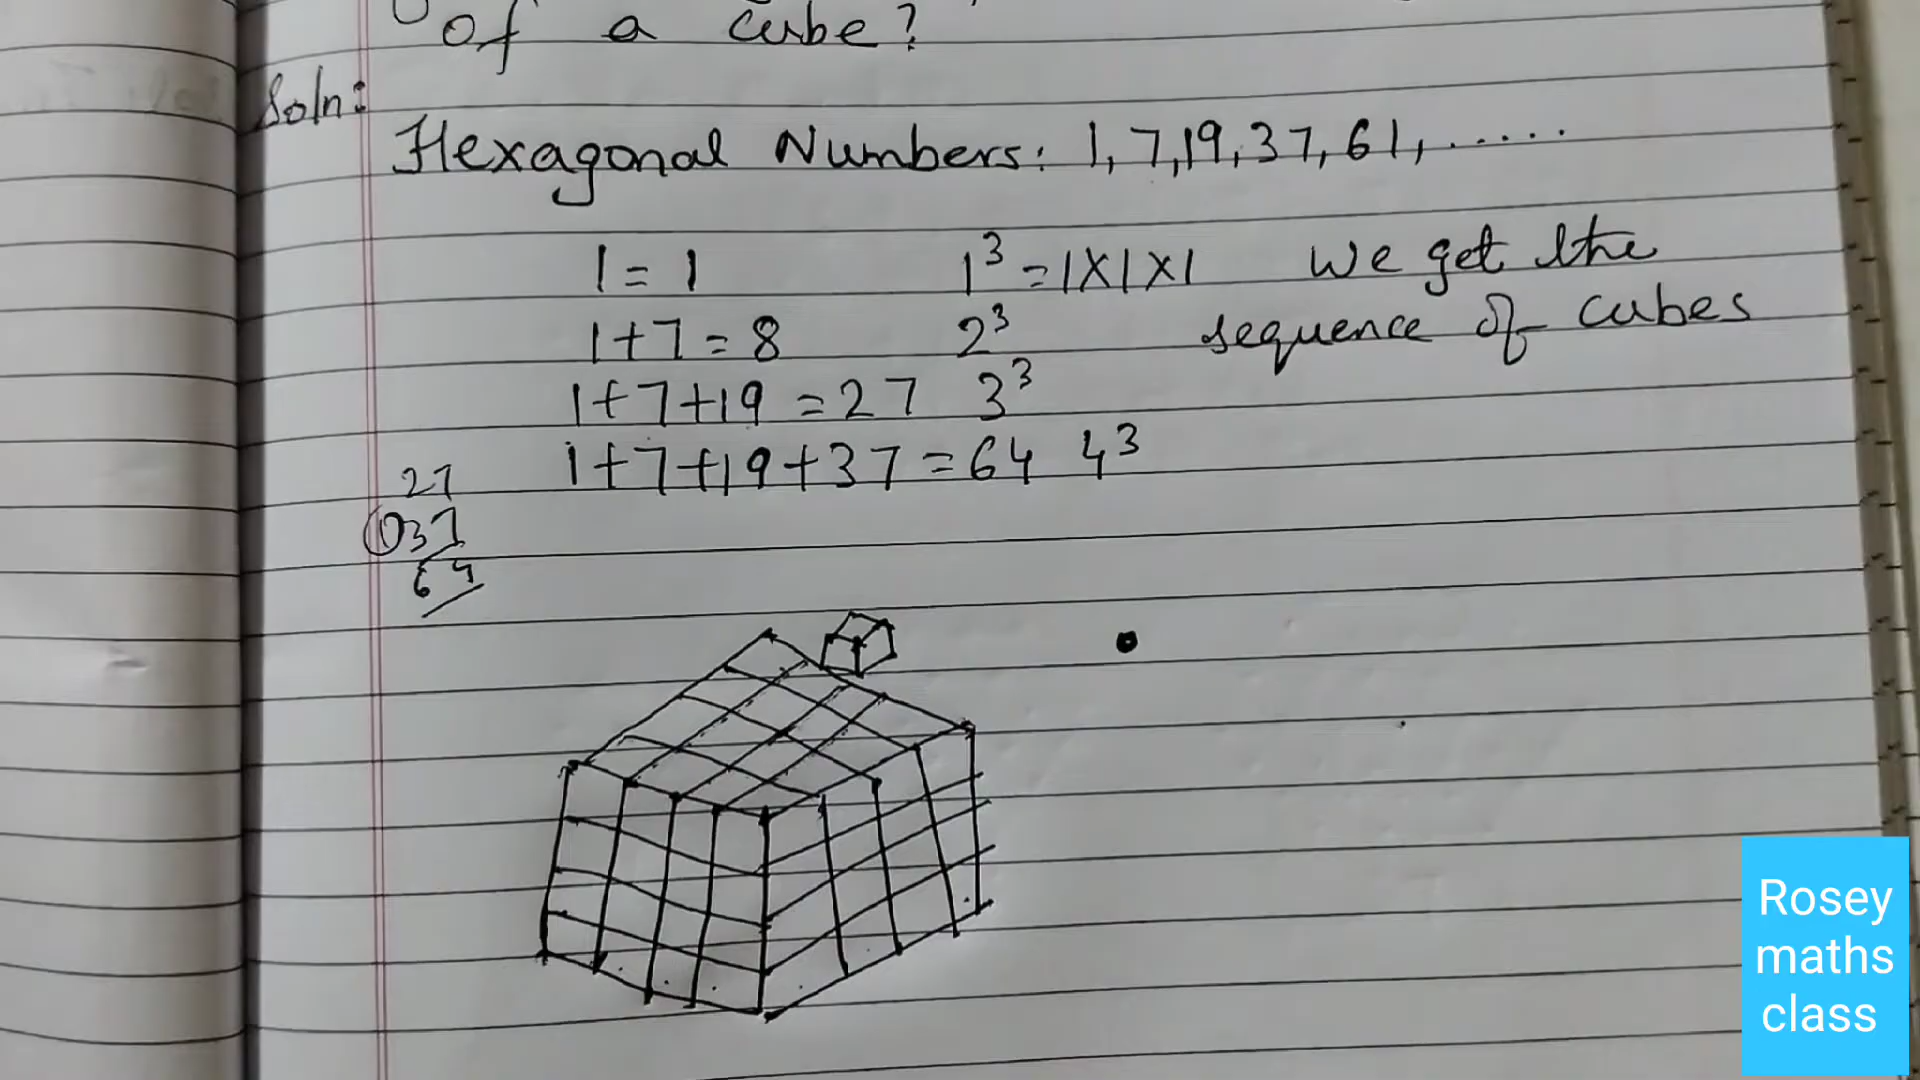 of a cube?
Soln:
Hexagonal Numbers: 1, 7, 19, 37, 61, .....
1 = 1 1³ = 1X1X1 We get the
1+7 = 8 2³ sequence of cubes
1+7+19 = 27 3³
1+7+19+37 = 64 4³
27
① 37
64
Rosey
maths
class